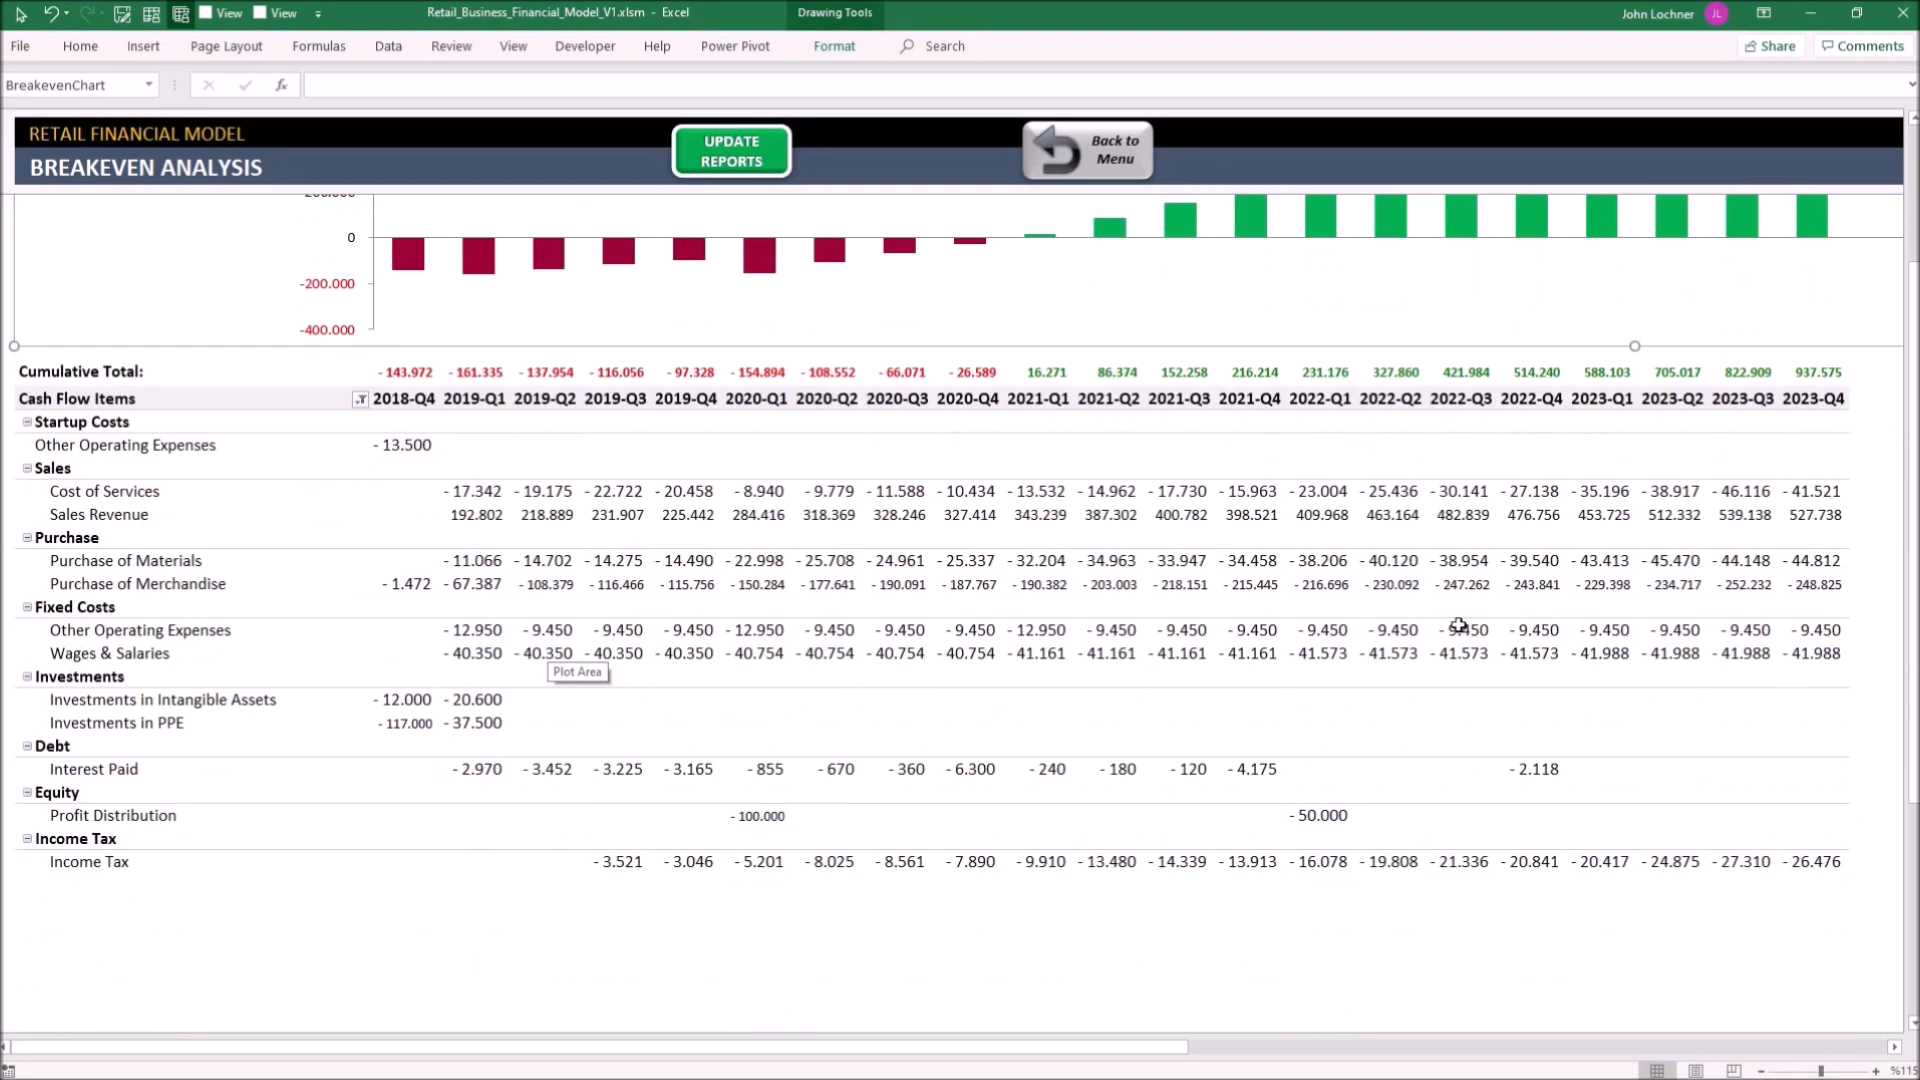 View View Retail_Business_Financial_Model_V1.xlsm - Excel Drawing Tools John Lochner JL
File Home Insert Page Layout Formulas Data Review View Developer Help Power Pivot Format Search Share Comments
BreakevenChart fx
RETAIL FINANCIAL MODEL
BREAKEVEN ANALYSIS
UPDATE
REPORTS
Back to
Menu
0
-200.000
-400.000
Cumulative Total: - 143.972 - 161.335 - 137.954 - 116.056 - 97.328 - 154.894 - 108.552 - 66.071 - 26.589 16.271 86.374 152.258 216.214 231.176 327.860 421.984 514.240 588.103 705.017 822.909 937.575
Cash Flow Items 2018-Q4 2019-Q1 2019-Q2 2019-Q3 2019-Q4 2020-Q1 2020-Q2 2020-Q3 2020-Q4 2021-Q1 2021-Q2 2021-Q3 2021-Q4 2022-Q1 2022-Q2 2022-Q3 2022-Q4 2023-Q1 2023-Q2 2023-Q3 2023-Q4
Startup Costs
Other Operating Expenses - 13.500
Sales
Cost of Services - 17.342 - 19.175 - 22.722 - 20.458 - 8.940 - 9.779 - 11.588 - 10.434 - 13.532 - 14.962 - 17.730 - 15.963 - 23.004 - 25.436 - 30.141 - 27.138 - 35.196 - 38.917 - 46.116 - 41.521
Sales Revenue 192.802 218.889 231.907 225.442 284.416 318.369 328.246 327.414 343.239 387.302 400.782 398.521 409.968 463.164 482.839 476.756 453.725 512.332 539.138 527.738
Purchase
Purchase of Materials - 11.066 - 14.702 - 14.275 - 14.490 - 22.998 - 25.708 - 24.961 - 25.337 - 32.204 - 34.963 - 33.947 - 34.458 - 38.206 - 40.120 - 38.954 - 39.540 - 43.413 - 45.470 - 44.148 - 44.812
Purchase of Merchandise - 1.472 - 67.387 - 108.379 - 116.466 - 115.756 - 150.284 - 177.641 - 190.091 - 187.767 - 190.382 - 203.003 - 218.151 - 215.445 - 216.696 - 230.092 - 247.262 - 243.841 - 229.398 - 234.717 - 252.232 - 248.825
Fixed Costs
Other Operating Expenses - 12.950 - 9.450 - 9.450 - 9.450 - 12.950 - 9.450 - 9.450 - 9.450 - 12.950 - 9.450 - 9.450 - 9.450 - 9.450 - 9.450 - 9.450 - 9.450 - 9.450 - 9.450 - 9.450 - 9.450
Wages & Salaries - 40.350 - 40.350 - 40.350 - 40.350 - 40.754 - 40.754 - 40.754 - 40.754 - 41.161 - 41.161 - 41.161 - 41.161 - 41.573 - 41.573 - 41.573 - 41.573 - 41.988 - 41.988 - 41.988 - 41.988
Plot Area
Investments
Investments in Intangible Assets - 12.000 - 20.600
Investments in PPE - 117.000 - 37.500
Debt
Interest Paid - 2.970 - 3.452 - 3.225 - 3.165 - 855 - 670 - 360 - 6.300 - 240 - 180 - 120 - 4.175 - 2.118
Equity
Profit Distribution - 100.000 - 50.000
Income Tax
Income Tax - 3.521 - 3.046 - 5.201 - 8.025 - 8.561 - 7.890 - 9.910 - 13.480 - 14.339 - 13.913 - 16.078 - 19.808 - 21.336 - 20.841 - 20.417 - 24.875 - 27.310 - 26.476
%115